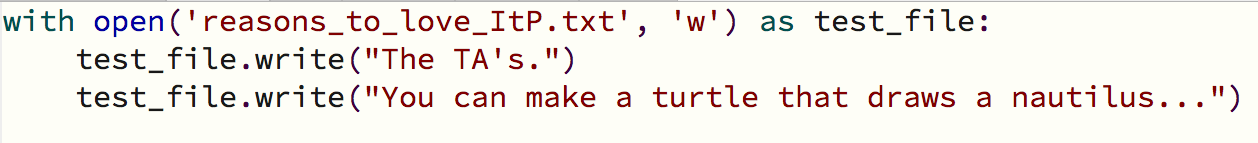 with open('reasons_to_love_ItP.txt', 'w') as test_file:
    test_file.write("The TA's.")
    test_file.write("You can make a turtle that draws a nautilus...")